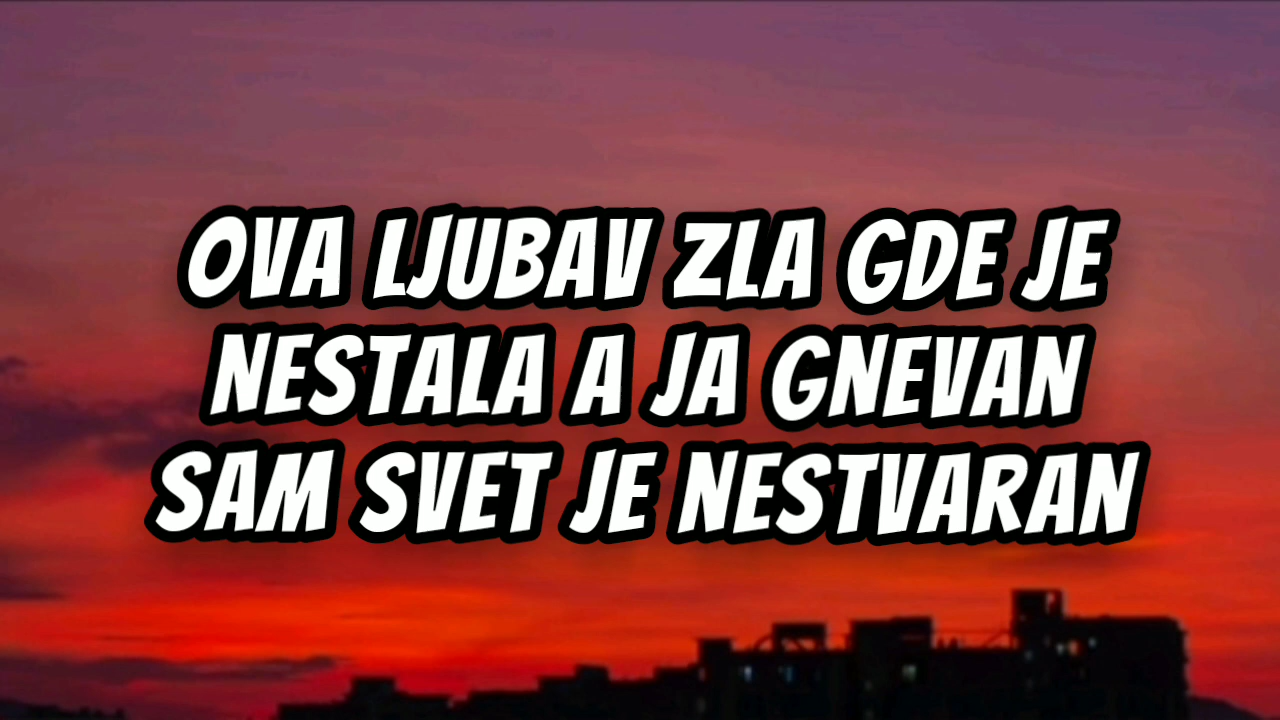 OVA LJUBAV ZLA GDE JE
NESTALA A JA GNEVAN
SAM SVET JE NESTVARAN